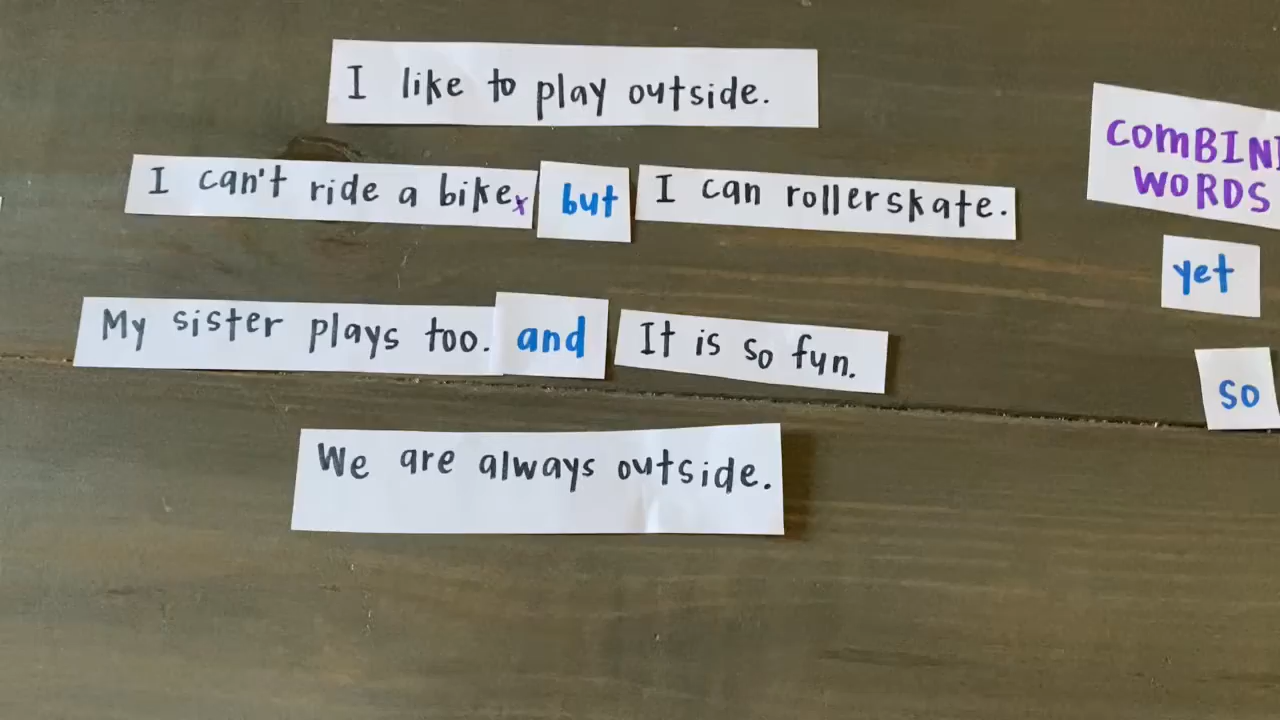 I like to play outside.
I can't ride a bike, but I can rollerskate.
My sister plays too. and It is so fun.
We are always outside.
WORDS
yet
so